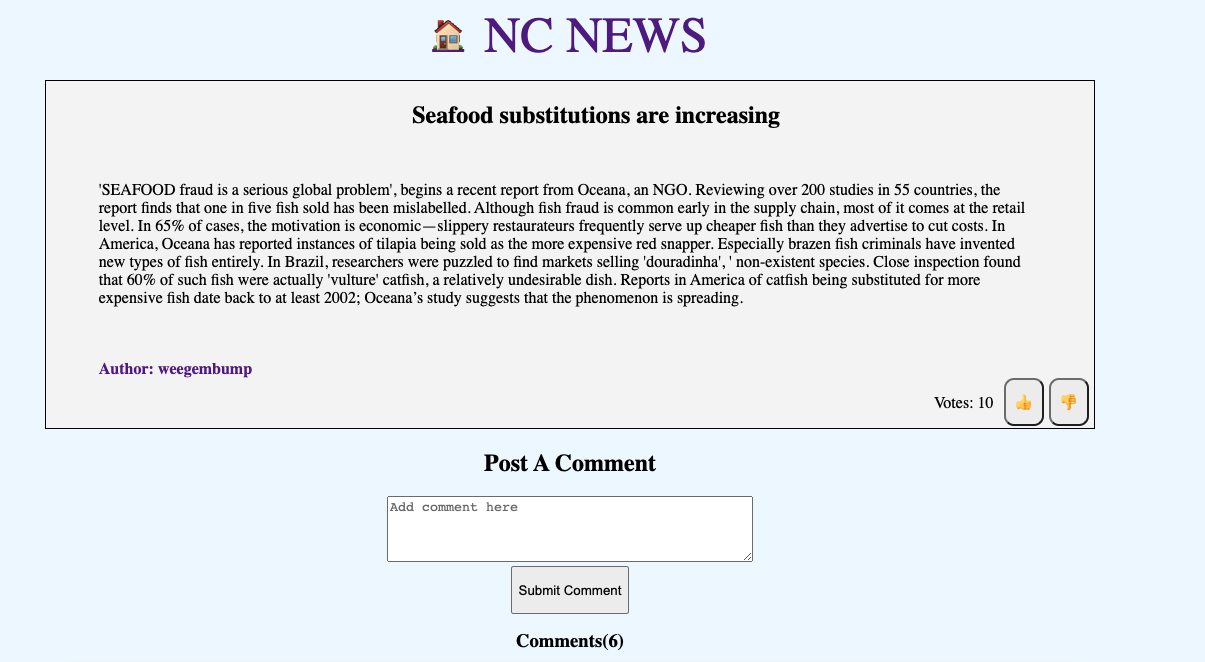 NC NEWS
Seafood substitutions are increasing
'SEAFOOD fraud is a serious global problem', begins a recent report from Oceana, an NGO. Reviewing over 200 studies in 55 countries, the
report finds that one in five fish sold has been mislabelled. Although fish fraud is common early in the supply chain, most of it comes at the retail
level. In 65% of cases, the motivation is economic—slippery restaurateurs frequently serve up cheaper fish than they advertise to cut costs. In
America, Oceana has reported instances of tilapia being sold as the more expensive red snapper. Especially brazen fish criminals have invented
new types of fish entirely. In Brazil, researchers were puzzled to find markets selling 'douradinha', ' non-existent species. Close inspection found
that 60% of such fish were actually 'vulture' catfish, a relatively undesirable dish. Reports in America of catfish being substituted for more
expensive fish date back to at least 2002; Oceana’s study suggests that the phenomenon is spreading.
Author: weegembump
Votes: 10
Post A Comment
Add comment here
Submit Comment
Comments(6)